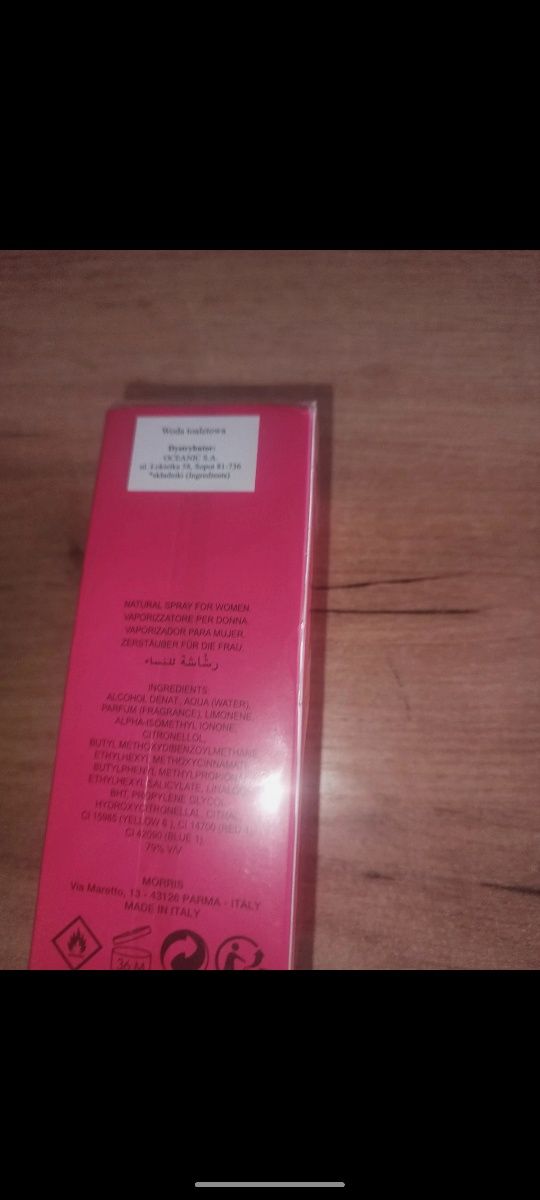 Woda toaletowa
Dystrybutor:
OCEANIC S.A.
ul. Łokietka 58, Sopot 81-736
*składniki (Ingredients)
NATURAL SPRAY FOR WOMEN.
VAPORIZZATORE PER DONNA.
VAPORIZADOR PARA MUJER.
ZERSTÄUBER FÜR DIE FRAU
رشّاشة للنساء
INGREDIENTS:
ALCOHOL DENAT., AQUA (WATER),
PARFUM (FRAGRANCE), LIMONENE,
ALPHA-ISOMETHYL IONONE,
CITRONELLOL,
BUTYL METHOXYDIBENZOYLMETHANE,
ETHYLHEXYL METHOXYCINNAMATE,
BUTYLPHENYL METHYLPROPIONAL,
ETHYLHEXYL SALICYLATE, LINALOOL,
BHT, PROPYLENE GLYCOL,
HYDROXYCITRONELLAL, CITRAL,
CI 15985 (YELLOW 6), CI 14700 (RED 4),
CI 42090 (BLUE 1).
79% V/V
MORRIS
Via Maretto, 13 - 43126 PARMA - ITALY
MADE IN ITALY
36 M